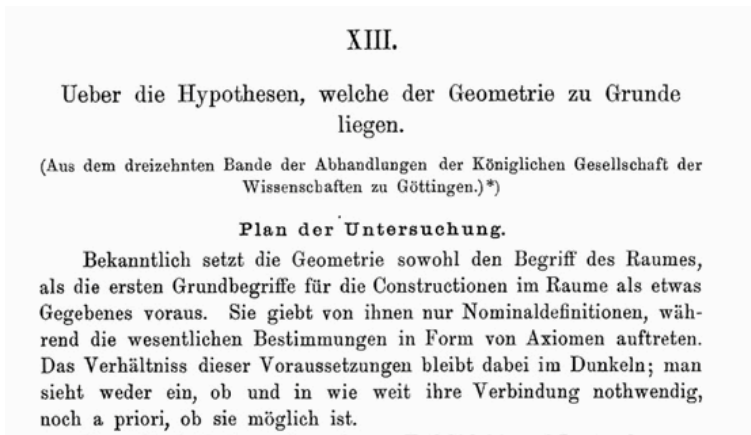 XIII.
Ueber die Hypothesen, welche der Geometrie zu Grunde
liegen.
(Aus dem dreizehnten Bande der Abhandlungen der Königlichen Gesellschaft der
Wissenschaften zu Göttingen.)*)
Plan der Untersuchung.
Bekanntlich setzt die Geometrie sowohl den Begriff des Raumes,
als die ersten Grundbegriffe für die Constructionen im Raume als etwas
Gegebenes voraus. Sie giebt von ihnen nur Nominaldefinitionen, wäh-
rend die wesentlichen Bestimmungen in Form von Axiomen auftreten.
Das Verhältniss dieser Voraussetzungen bleibt dabei im Dunkeln; man
sieht weder ein, ob und in wie weit ihre Verbindung nothwendig,
noch a priori, ob sie möglich ist.